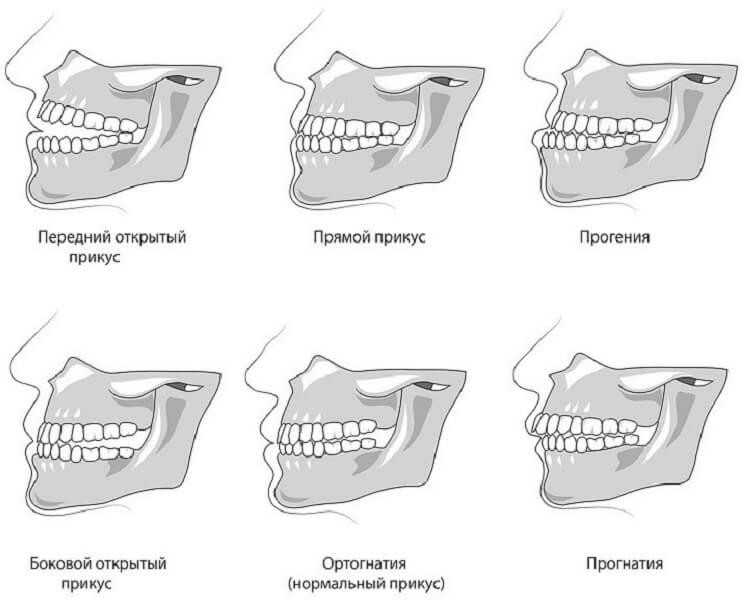 Передний открытый
прикус
Прямой прикус
Прогения
Боковой открытый
прикус
Ортогнатия
(нормальный прикус)
Прогнатия